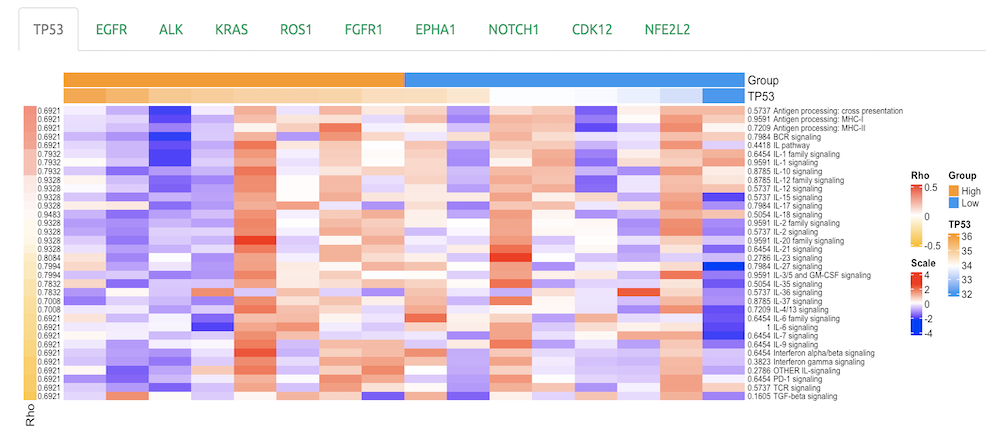 TP53 EGFR ALK KRAS ROS1 FGFR1 EPHA1 NOTCH1 CDK12 NFE2L2
Group
TP53
0.6921 0.5737 Antigen processing: cross presentation
0.6921 0.9591 Antigen processing: MHC-I
0.6921 0.7209 Antigen processing: MHC-II
0.6921 0.7984 BCR signaling
0.6921 0.4418 IL pathway
0.7932 0.6454 IL-1 family signaling
0.7932 0.9591 IL-1 signaling
0.7932 0.8785 IL-10 signaling
0.9328 0.8785 IL-12 family signaling
0.9328 0.5737 IL-12 signaling
0.9328 0.5737 IL-15 signaling
0.9328 0.7984 IL-17 signaling
0.9483 0.5054 IL-18 signaling
0.9328 0.9591 IL-2 family signaling
0.9328 0.5737 IL-2 signaling
0.9328 0.9591 IL-20 family signaling
0.9328 0.6454 IL-21 signaling
0.8084 0.2786 IL-23 signaling
0.7994 0.7984 IL-27 signaling
0.7994 0.9591 IL-3/5 and GM-CSF signaling
0.7832 0.5054 IL-35 signaling
0.7832 0.5737 IL-36 signaling
0.7008 0.8785 IL-37 signaling
0.7008 0.7209 IL-4/13 signaling
0.6921 0.6454 IL-6 family signaling
0.6921 1 IL-6 signaling
0.6921 0.6454 IL-7 signaling
0.6921 0.6454 IL-9 signaling
0.6921 0.6454 Interferon alpha/beta signaling
0.6921 0.3823 Interferon gamma signaling
0.6921 0.2786 OTHER IL-signaling
0.6921 0.6454 PD-1 signaling
0.6921 0.5737 TCR signaling
0.6921 0.1605 TGF-beta signaling
Rho
Rho
0.5
0
-0.5
Scale
4
2
0
-2
-4
Group
High
Low
TP53
36
35
34
33
32